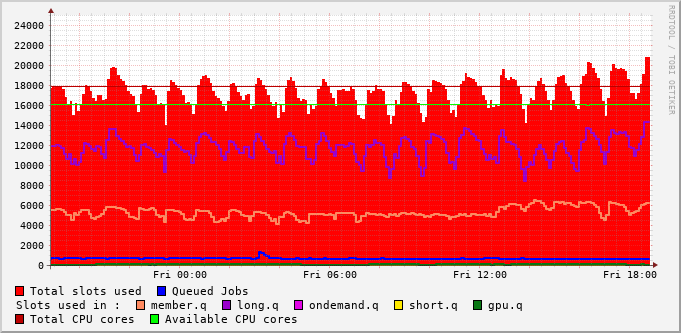 24000
22000
20000
18000
16000
14000
12000
10000
8000
6000
4000
2000
0
Fri 00:00 Fri 06:00 Fri 12:00 Fri 18:00
RRDTOOL / TOBI OETIKER
Total slots used Queued Jobs
Slots used in : member.q long.q ondemand.q short.q gpu.q
Total CPU cores Available CPU cores